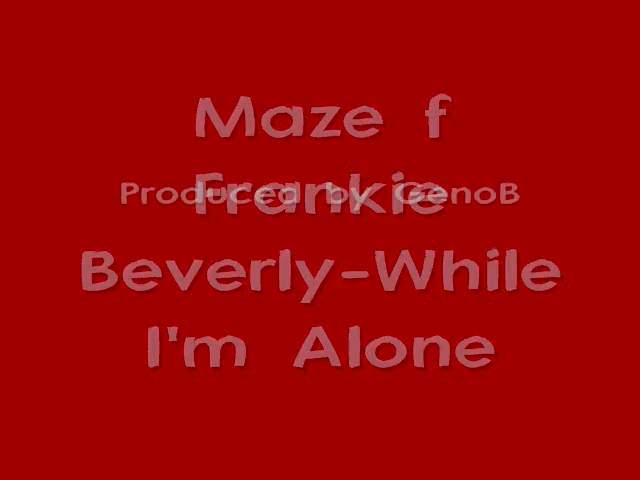 Maze f
Frankie
Produced by GenoB
Beverly-While
I'm Alone